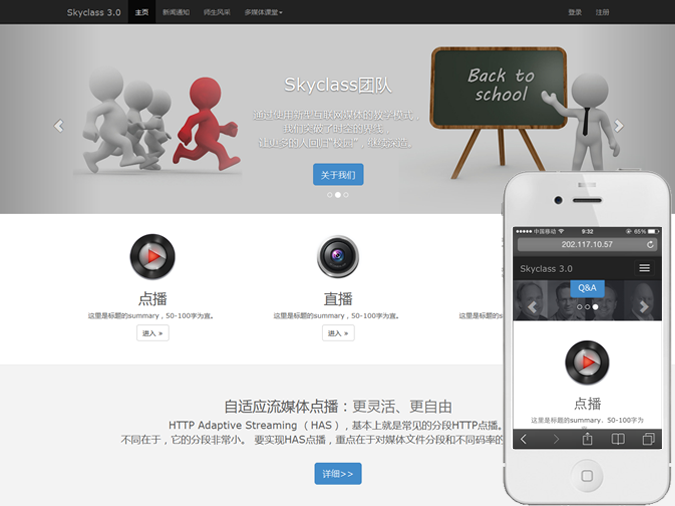 Skyclass 3.0 主页 新闻通知 师生风采 多媒体课堂 登录 注册
Skyclass团队
Back to
school
通过使用新型互联网媒体的教学模式，
我们突破了时空的界性，
让更多的人回归“校园”，继续深造。
关于我们
点播
这里是标题的summary，50-100字为宜。
进入 »
直播
这里是标题的summary，50-100字为宜。
进入 »
这里是标题的su
自适应流媒体点播：更灵活、更自由
HTTP Adaptive Streaming （HAS），基本上就是常见的分段HTTP点播。
不同在于，它的分段非常小。 要实现HAS点播，重点在于对媒体文件分段和不同码率的
详细>>
中国移动 9:32 65%
202.117.10.57
Skyclass 3.0
Q&A
点播
这里是标题的summary，50-100字为